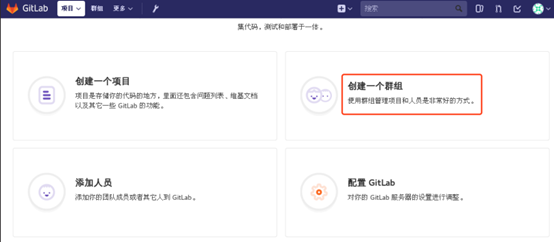 GitLab 项目 群组 更多 搜索
集代码，测试和部署于一体。
创建一个项目
项目是存储你的代码的地方，里面还包含问题列表，维基文档
以及其它一些 GitLab 的功能。
创建一个群组
使用群组管理项目和人员是非常好的方式。
添加人员
添加你的团队成员或者其它人到 GitLab。
配置 GitLab
对你的 GitLab 服务器的设置进行调整。